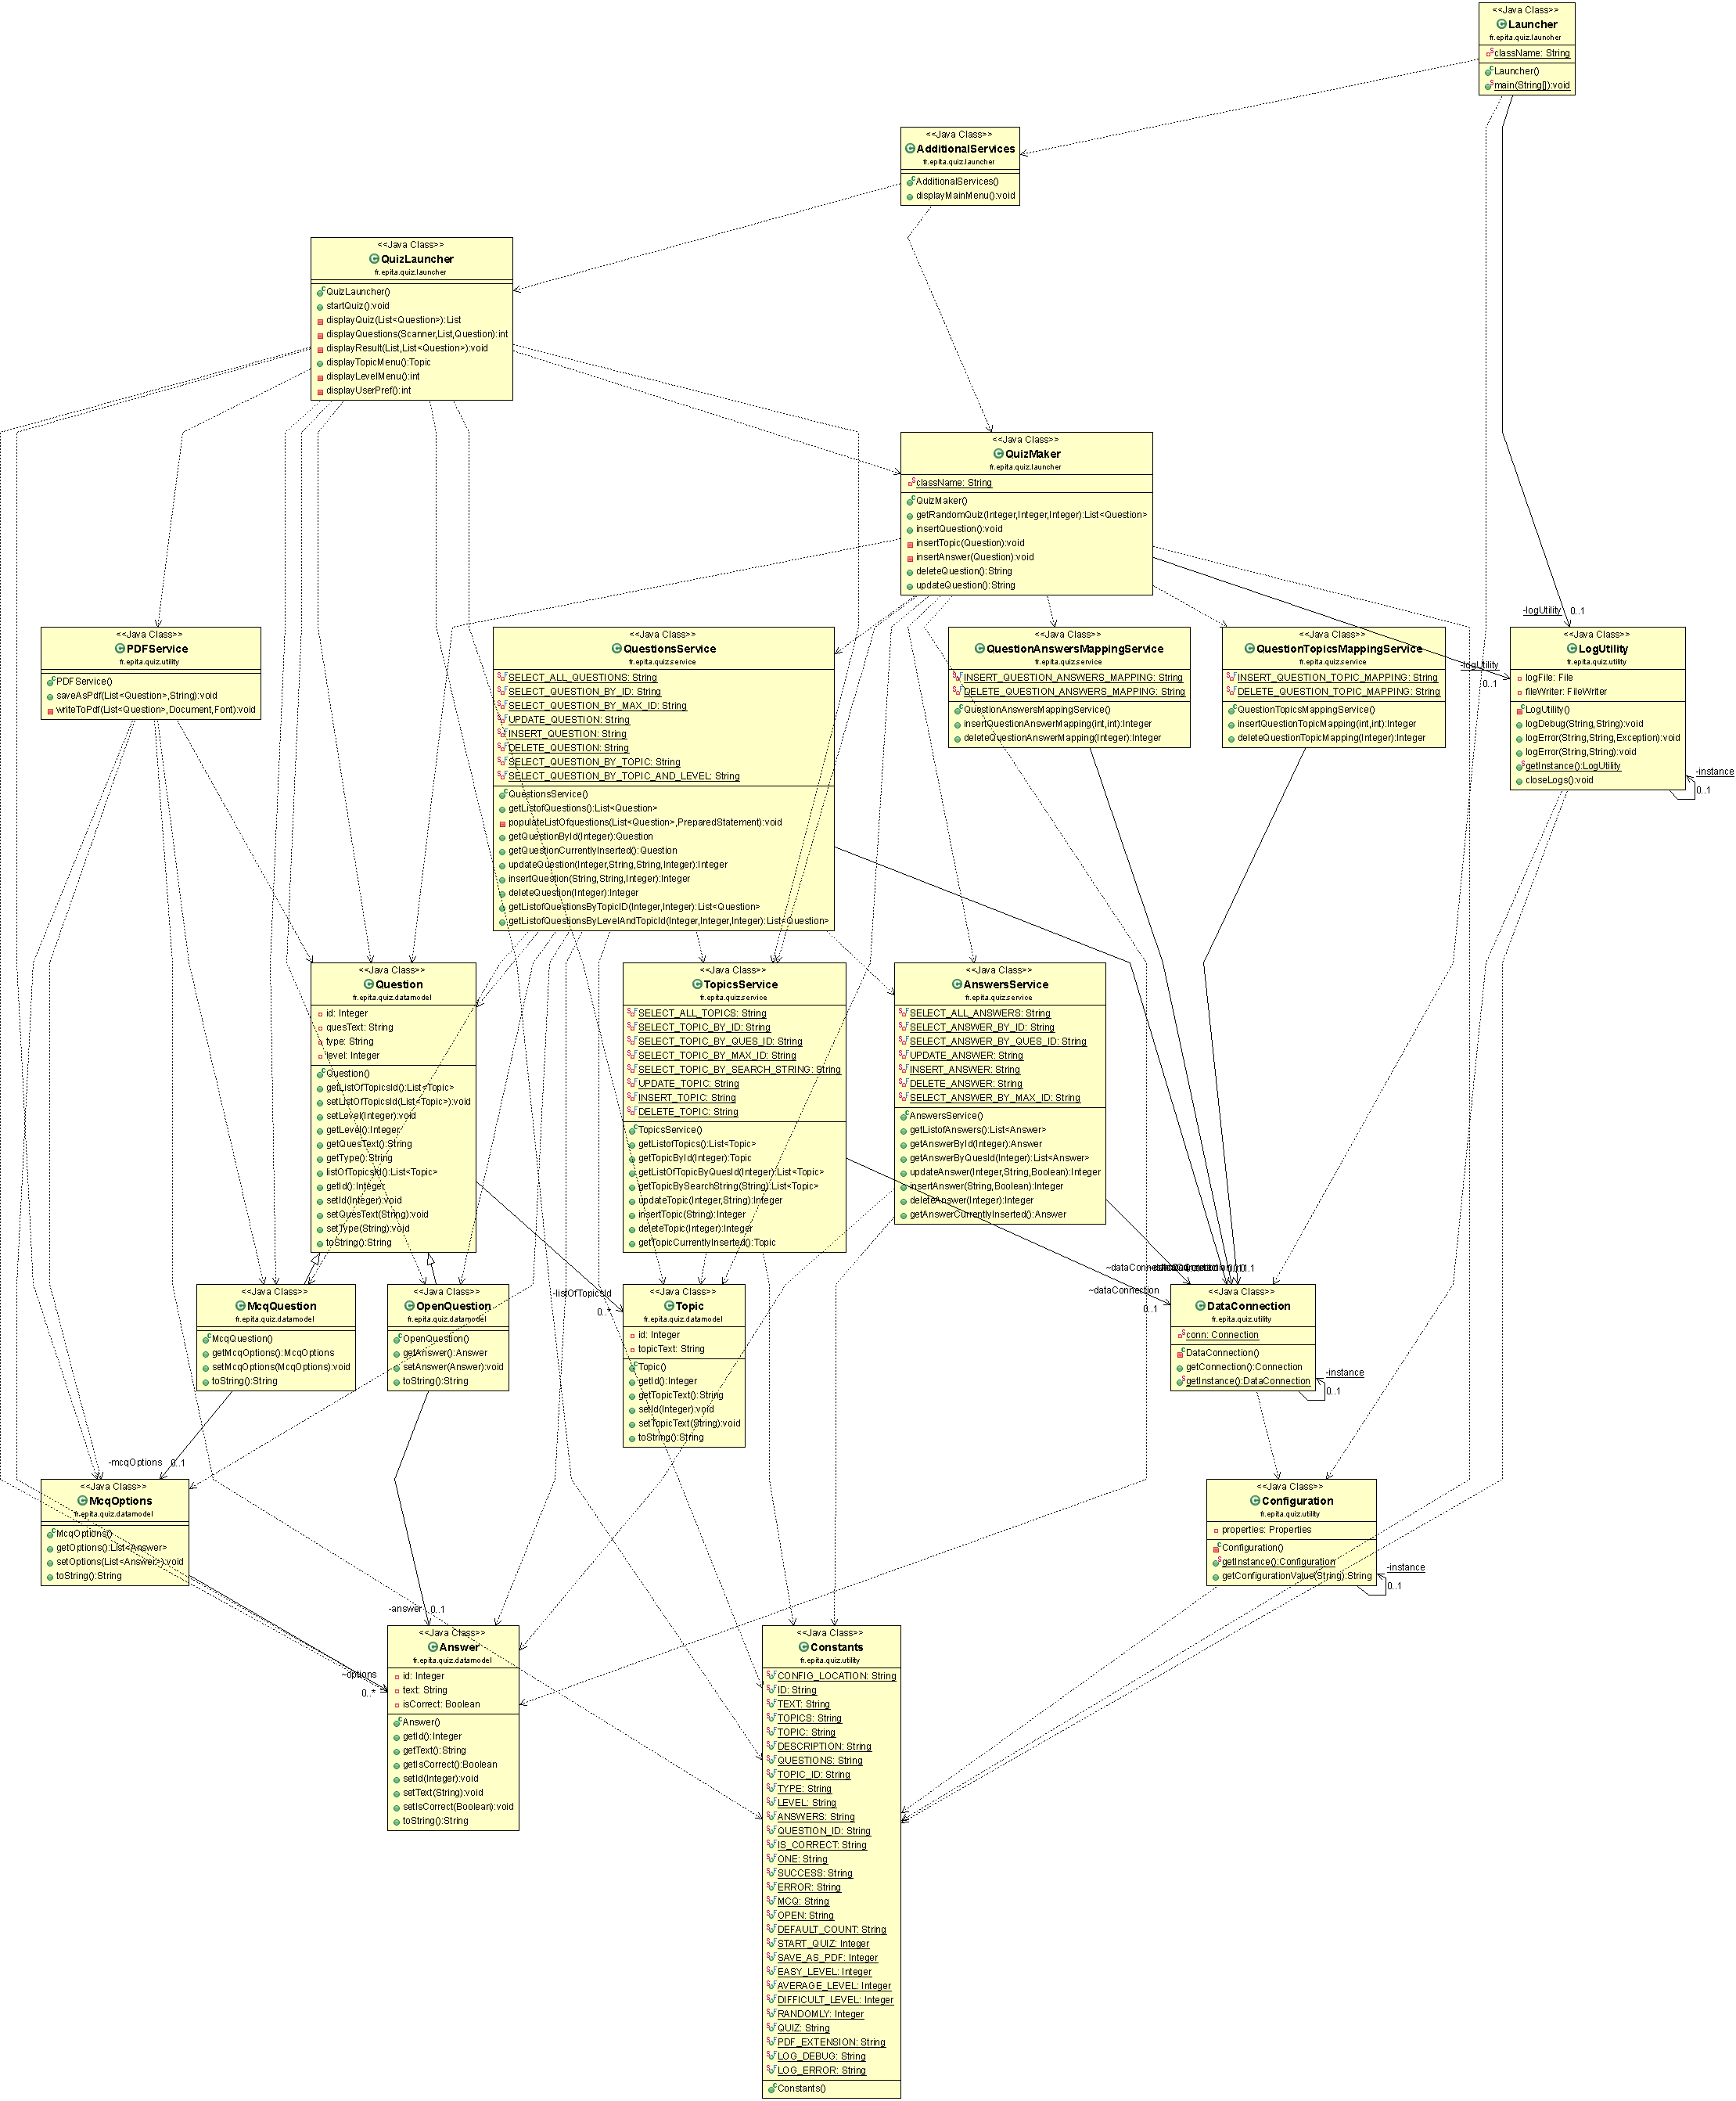 <<Java Class>>
Launcher
fr.epita.quiz.launcher
className: String
Launcher()
main(String[]):void
<<Java Class>>
AdditionalServices
fr.epita.quiz.launcher
AdditionalServices()
displayMainMenu():void
<<Java Class>>
QuizLauncher
fr.epita.quiz.launcher
QuizLauncher()
startQuiz():void
displayQuiz(List<Question>):List
displayQuestions(Scanner,List,Question):int
displayResult(List,List<Question>):void
displayTopicMenu():Topic
displayLevelMenu():int
displayUserPref():int
<<Java Class>>
QuizMaker
fr.epita.quiz.launcher
className: String
QuizMaker()
getRandomQuiz(Integer,Integer,Integer):List<Question>
insertQuestion():void
insertTopic(Question):void
insertAnswer(Question):void
deleteQuestion():String
updateQuestion():String
<<Java Class>>
PDFService
fr.epita.quiz.utility
PDFService()
saveAsPdf(List<Question>,String):void
writeToPdf(List<Question>,Document,Font):void
<<Java Class>>
QuestionsService
fr.epita.quiz.service
SELECT_ALL_QUESTIONS: String
SELECT_QUESTION_BY_ID: String
SELECT_QUESTION_BY_MAX_ID: String
UPDATE_QUESTION: String
INSERT_QUESTION: String
DELETE_QUESTION: String
SELECT_QUESTION_BY_TOPIC: String
SELECT_QUESTION_BY_TOPIC_AND_LEVEL: String
QuestionsService()
getListofQuestions():List<Question>
populateListOfquestions(List<Question>,PreparedStatement):void
getQuestionById(Integer):Question
getQuestionCurrentlyInserted():Question
updateQuestion(Integer,String,String,Integer):Integer
insertQuestion(String,String,Integer):Integer
deleteQuestion(Integer):Integer
getListofQuestionsByTopicID(Integer,Integer):List<Question>
getListofQuestionsByLevelAndTopicId(Integer,Integer,Integer):List<Question>
<<Java Class>>
QuestionAnswersMappingService
fr.epita.quiz.service
INSERT_QUESTION_ANSWERS_MAPPING: String
DELETE_QUESTION_ANSWERS_MAPPING: String
QuestionAnswersMappingService()
insertQuestionAnswerMapping(int,int):Integer
deleteQuestionAnswerMapping(Integer):Integer
<<Java Class>>
QuestionTopicsMappingService
fr.epita.quiz.service
INSERT_QUESTION_TOPIC_MAPPING: String
DELETE_QUESTION_TOPIC_MAPPING: String
QuestionTopicsMappingService()
insertQuestionTopicMapping(int,int):Integer
deleteQuestionTopicMapping(Integer):Integer
-logUtility 0..1
-logUtility
0..1
<<Java Class>>
LogUtility
fr.epita.quiz.utility
logFile: File
fileWriter: FileWriter
LogUtility()
logDebug(String,String):void
logError(String,String,Exception):void
logError(String,String):void
getInstance():LogUtility
closeLogs():void
-instance
0..1
<<Java Class>>
Question
fr.epita.quiz.datamodel
id: Integer
quesText: String
type: String
level: Integer
Question()
getListOfTopicsId():List<Topic>
setListOfTopicsId(List<Topic>):void
setLevel(Integer):void
getLevel():Integer
getQuesText():String
getType():String
listOfTopicsId():List<Topic>
getId():Integer
setId(Integer):void
setQuesText(String):void
setType(String):void
toString():String
<<Java Class>>
TopicsService
fr.epita.quiz.service
SELECT_ALL_TOPICS: String
SELECT_TOPIC_BY_ID: String
SELECT_TOPIC_BY_QUES_ID: String
SELECT_TOPIC_BY_MAX_ID: String
SELECT_TOPIC_BY_SEARCH_STRING: String
UPDATE_TOPIC: String
INSERT_TOPIC: String
DELETE_TOPIC: String
TopicsService()
getListofTopics():List<Topic>
getTopicById(Integer):Topic
getListOfTopicByQuesId(Integer):List<Topic>
getTopicBySearchString(String):List<Topic>
updateTopic(Integer,String):Integer
insertTopic(String):Integer
deleteTopic(Integer):Integer
getTopicCurrentlyInserted():Topic
<<Java Class>>
AnswersService
fr.epita.quiz.service
SELECT_ALL_ANSWERS: String
SELECT_ANSWER_BY_ID: String
SELECT_ANSWER_BY_QUES_ID: String
UPDATE_ANSWER: String
INSERT_ANSWER: String
DELETE_ANSWER: String
SELECT_ANSWER_BY_MAX_ID: String
AnswersService()
getListofAnswers():List<Answer>
getAnswerById(Integer):Answer
getAnswerByQuesId(Integer):List<Answer>
updateAnswer(Integer,String,Boolean):Integer
insertAnswer(String,Boolean):Integer
deleteAnswer(Integer):Integer
getAnswerCurrentlyInserted():Answer
<<Java Class>>
McqQuestion
fr.epita.quiz.datamodel
McqQuestion()
getMcqOptions():McqOptions
setMcqOptions(McqOptions):void
toString():String
<<Java Class>>
OpenQuestion
fr.epita.quiz.datamodel
OpenQuestion()
getAnswer():Answer
setAnswer(Answer):void
toString():String
-listOfTopicsId
0..*
<<Java Class>>
Topic
fr.epita.quiz.datamodel
id: Integer
topicText: String
Topic()
getId():Integer
getTopicText():String
setId(Integer):void
setTopicText(String):void
toString():String
~dataConnection
~dataConnection
0..1
<<Java Class>>
DataConnection
fr.epita.quiz.utility
conn: Connection
DataConnection()
getConnection():Connection
getInstance():DataConnection
-instance
0..1
-mcqOptions 0..1
<<Java Class>>
McqOptions
fr.epita.quiz.datamodel
McqOptions()
getOptions():List<Answer>
setOptions(List<Answer>):void
toString():String
<<Java Class>>
Configuration
fr.epita.quiz.utility
properties: Properties
Configuration()
getInstance():Configuration
getConfigurationValue(String):String
-instance
0..1
-answer 0..1
~options
0..*
<<Java Class>>
Answer
fr.epita.quiz.datamodel
id: Integer
text: String
isCorrect: Boolean
Answer()
getId():Integer
getText():String
getIsCorrect():Boolean
setId(Integer):void
setText(String):void
setIsCorrect(Boolean):void
toString():String
<<Java Class>>
Constants
fr.epita.quiz.utility
CONFIG_LOCATION: String
ID: String
TEXT: String
TOPICS: String
TOPIC: String
DESCRIPTION: String
QUESTIONS: String
TOPIC_ID: String
TYPE: String
LEVEL: String
ANSWERS: String
QUESTION_ID: String
IS_CORRECT: String
ONE: String
SUCCESS: String
ERROR: String
MCQ: String
OPEN: String
DEFAULT_COUNT: String
START_QUIZ: Integer
SAVE_AS_PDF: Integer
EASY_LEVEL: Integer
AVERAGE_LEVEL: Integer
DIFFICULT_LEVEL: Integer
RANDOMLY: Integer
QUIZ: String
PDF_EXTENSION: String
LOG_DEBUG: String
LOG_ERROR: String
Constants()